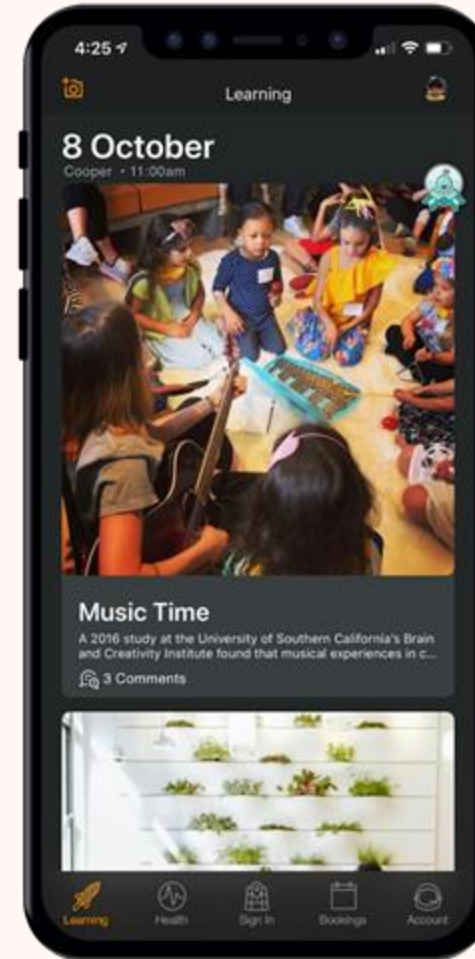 4:25
Learning
8 October
Cooper • 11:00am
Music Time
A 2016 study at the University of Southern California's Brain
and Creativity Institute found that musical experiences in c...
3 Comments
Learning
Health
Sign In
Bookings
Account